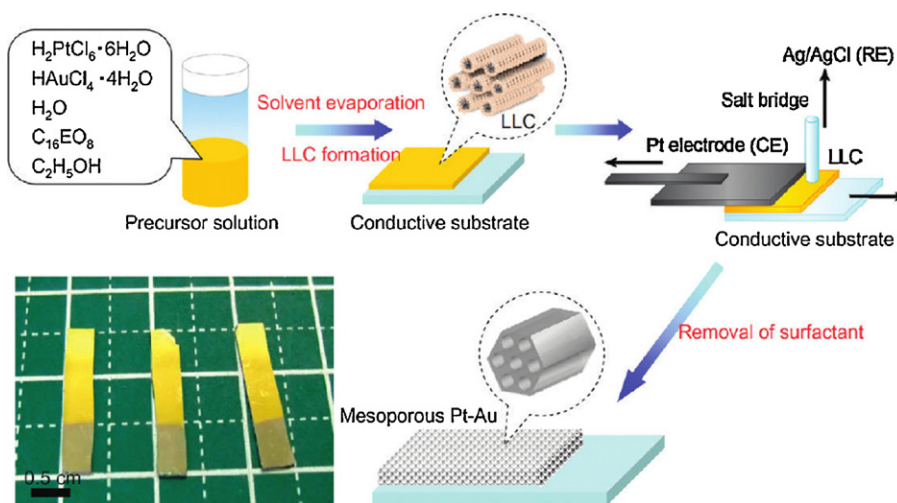 H₂PtCl₆·6H₂O
HAuCl₄·4H₂O
H₂O
C₁₆EO₈
C₂H₅OH
Precursor solution
Solvent evaporation
LLC formation
LLC
Conductive substrate
Ag/AgCl (RE)
Salt bridge
Pt electrode (CE)
LLC
Conductive substrate
Removal of surfactant
Mesoporous Pt-Au
0.5 cm